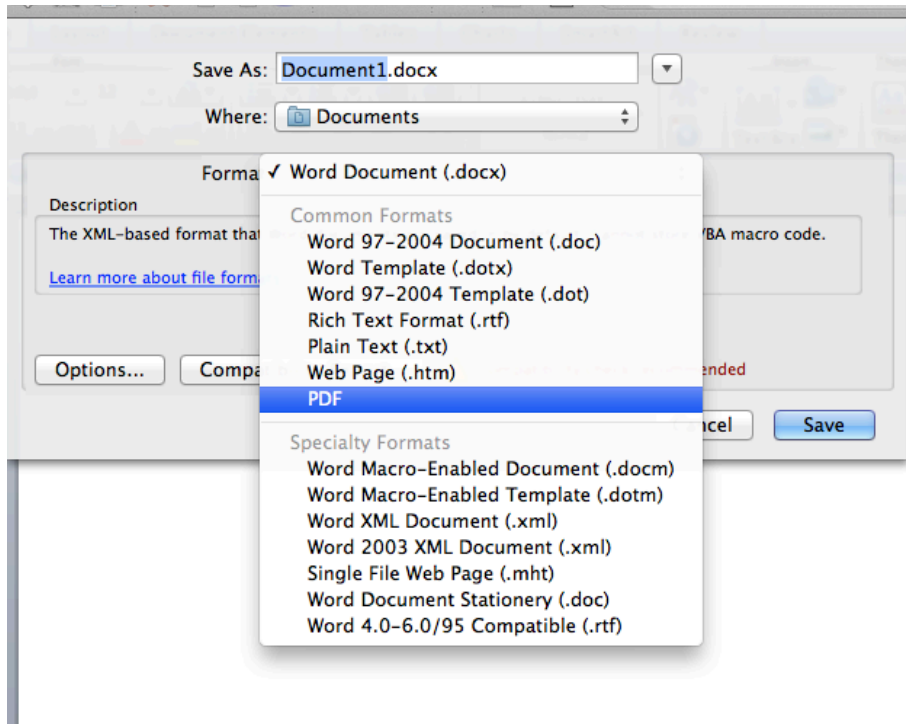 Save As: Document1.docx
Where: Documents
Forma ✓ Word Document (.docx)
Description
Common Formats
The XML-based format that VBA macro code.
Word 97-2004 Document (.doc)
Word Template (.dotx)
Learn more about file forma
Word 97-2004 Template (.dot)
Rich Text Format (.rtf)
Plain Text (.txt)
Options... Compa Web Page (.htm) ended
PDF
Cancel Save
Specialty Formats
Word Macro-Enabled Document (.docm)
Word Macro-Enabled Template (.dotm)
Word XML Document (.xml)
Word 2003 XML Document (.xml)
Single File Web Page (.mht)
Word Document Stationery (.doc)
Word 4.0-6.0/95 Compatible (.rtf)